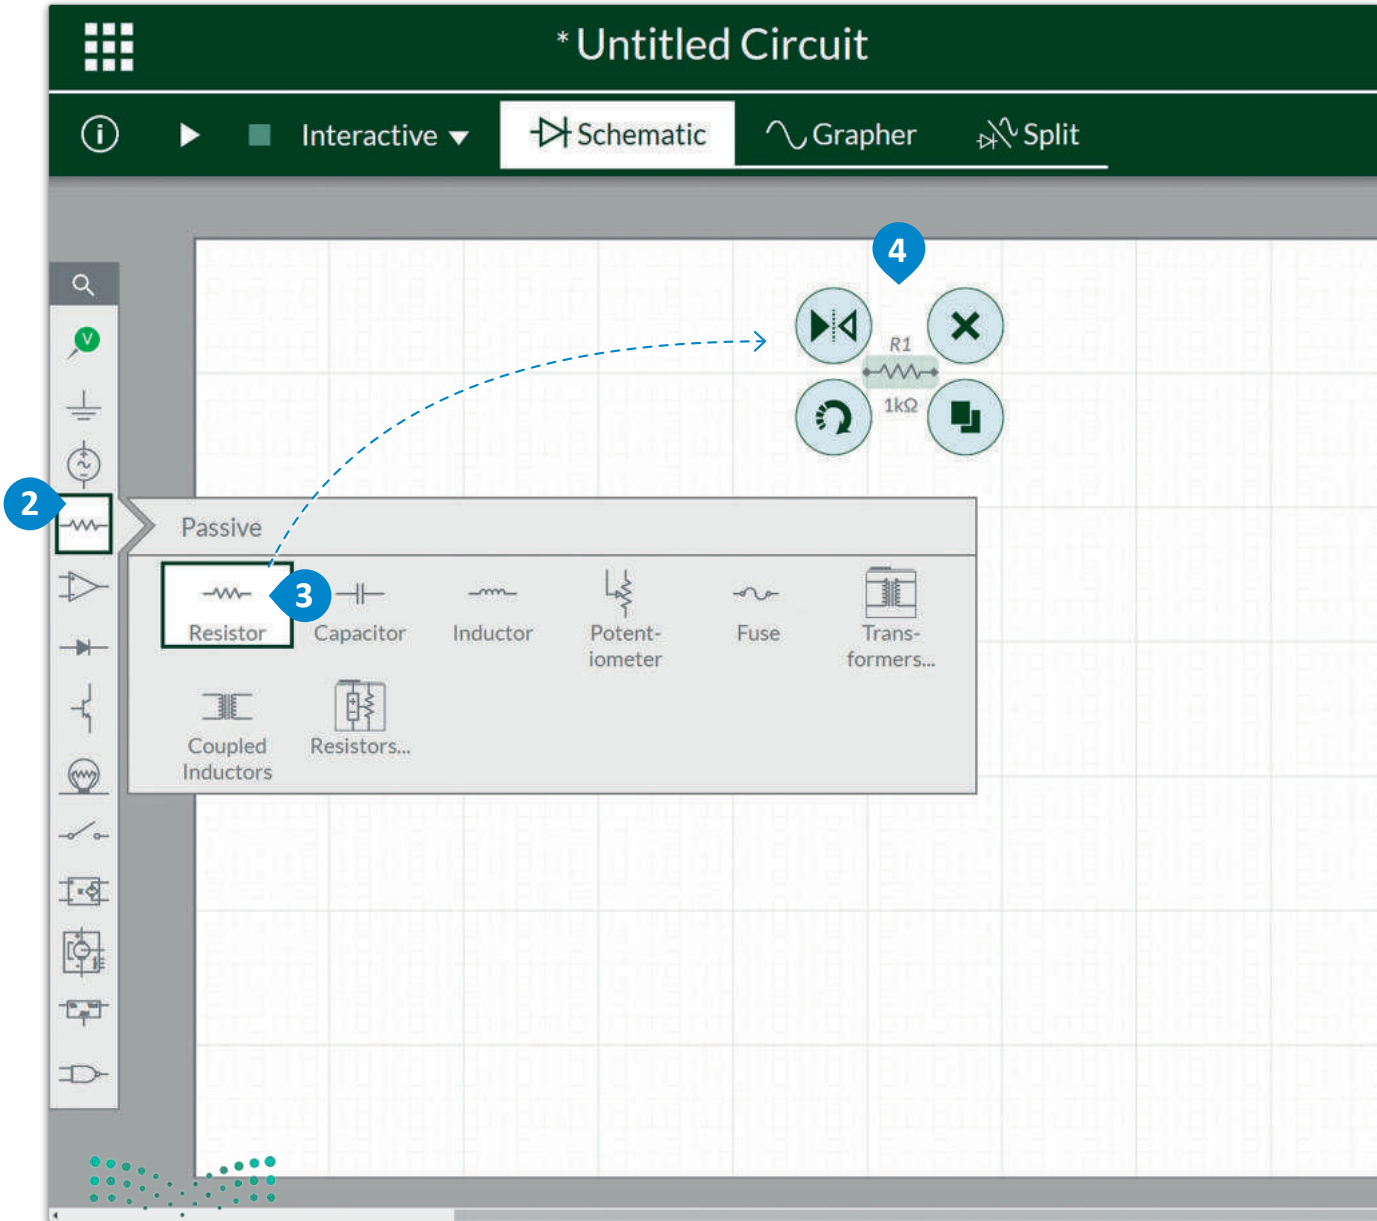 * Untitled Circuit
i Interactive Schematic Grapher Split
4
V
R1
1kΩ
2
Passive
3
Resistor
Capacitor
Inductor
Potent-
iometer
Fuse
Trans-
formers...
Coupled
Inductors
Resistors...